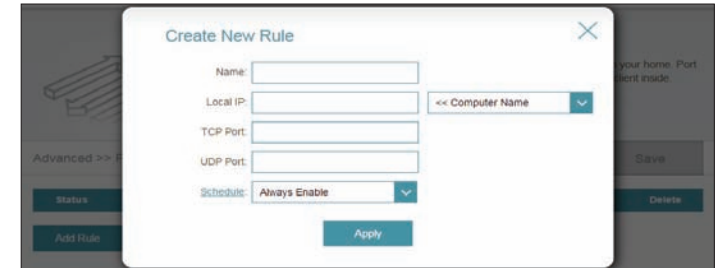 Create New Rule
your home. Port
client inside.
Name:
Local IP:
<< Computer Name
TCP Port:
Advanced >>
Save
UDP Port:
Status
Schedule:
Always Enable
Delete
Add Rule
Apply